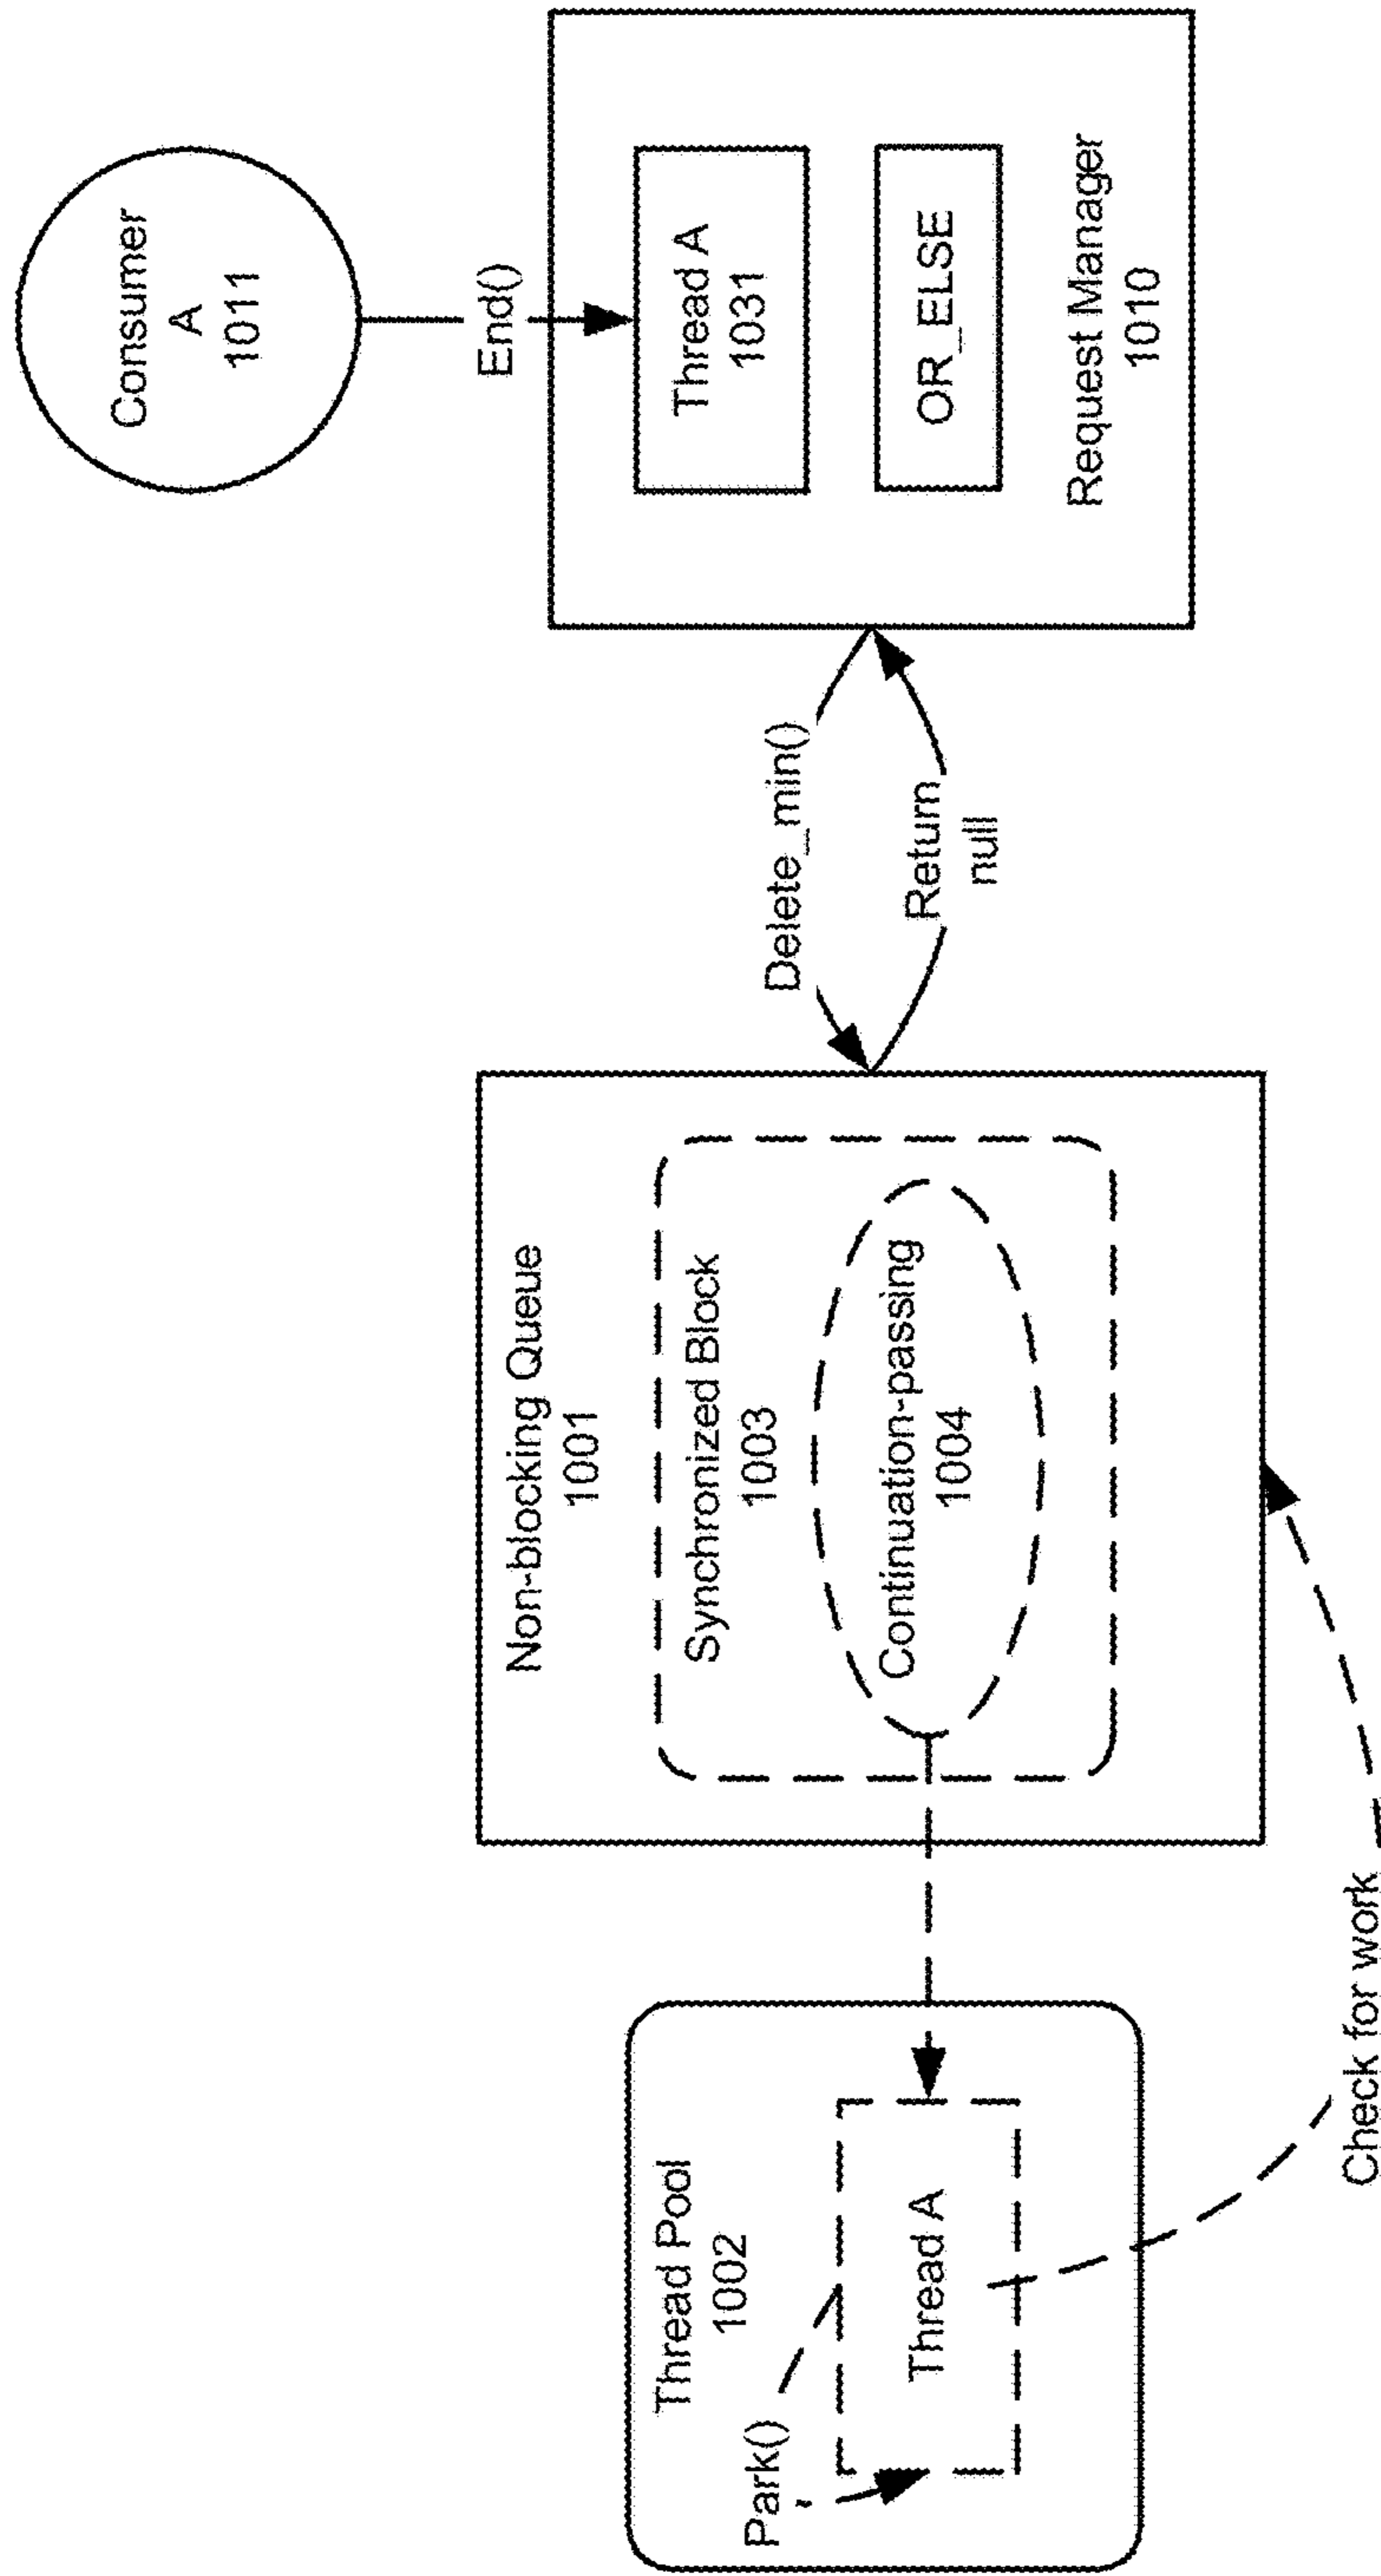 Consumer
A
1011
End()
Thread A
1031
OR_ELSE
Request Manager
1010
Delete_min()
Return
null
Non-blocking Queue
1001
Synchronized Block
1003
Continuation-passing
1004
Thread Pool
1002
Park()
Thread A
Check for work